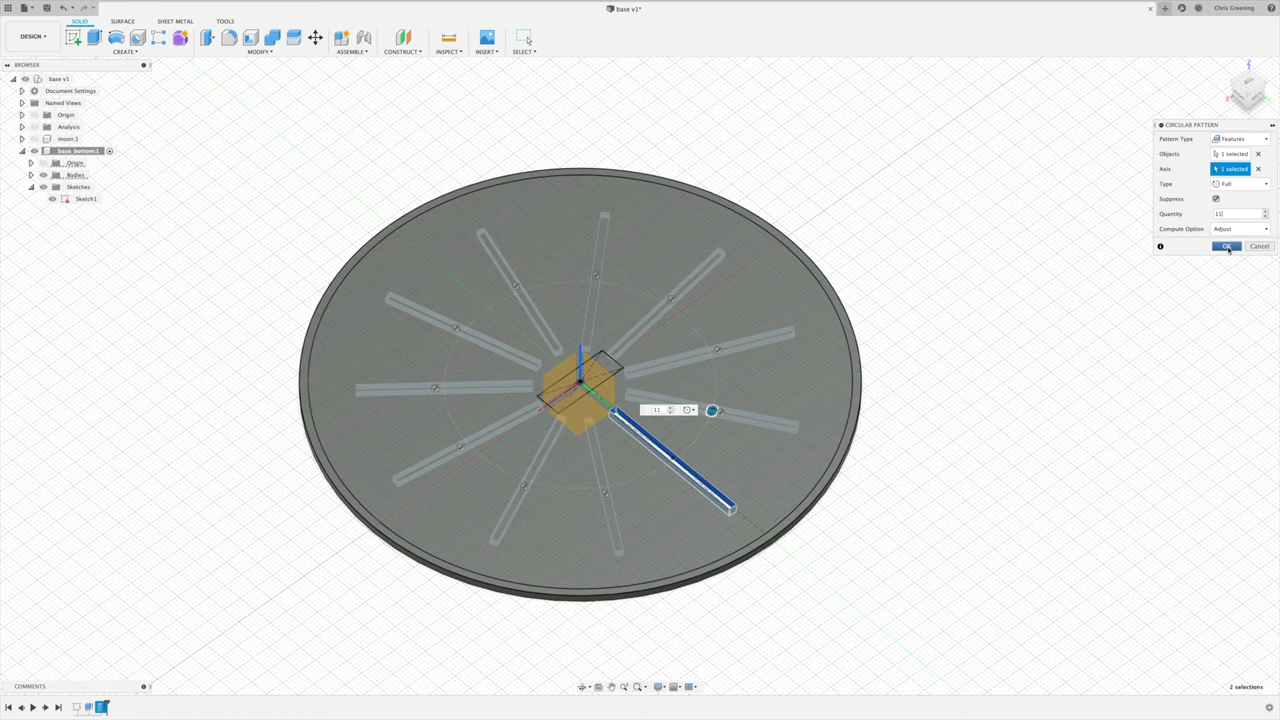 base v1*
Chris Greening
SOLID SURFACE SHEET METAL TOOLS
DESIGN
CREATE MODIFY ASSEMBLE CONSTRUCT INSPECT INSERT SELECT
BROWSER
base v1
Document Settings
Named Views
Origin
Analysis
moon:1
base_bottom:1
Origin
Bodies
Sketches
Sketch1
CIRCULAR PATTERN
Pattern Type Features
Objects 1 selected
Axis 1 selected
Type Full
Suppress
Quantity 11
Compute Option Adjust
OK Cancel
11
COMMENTS
2 selections